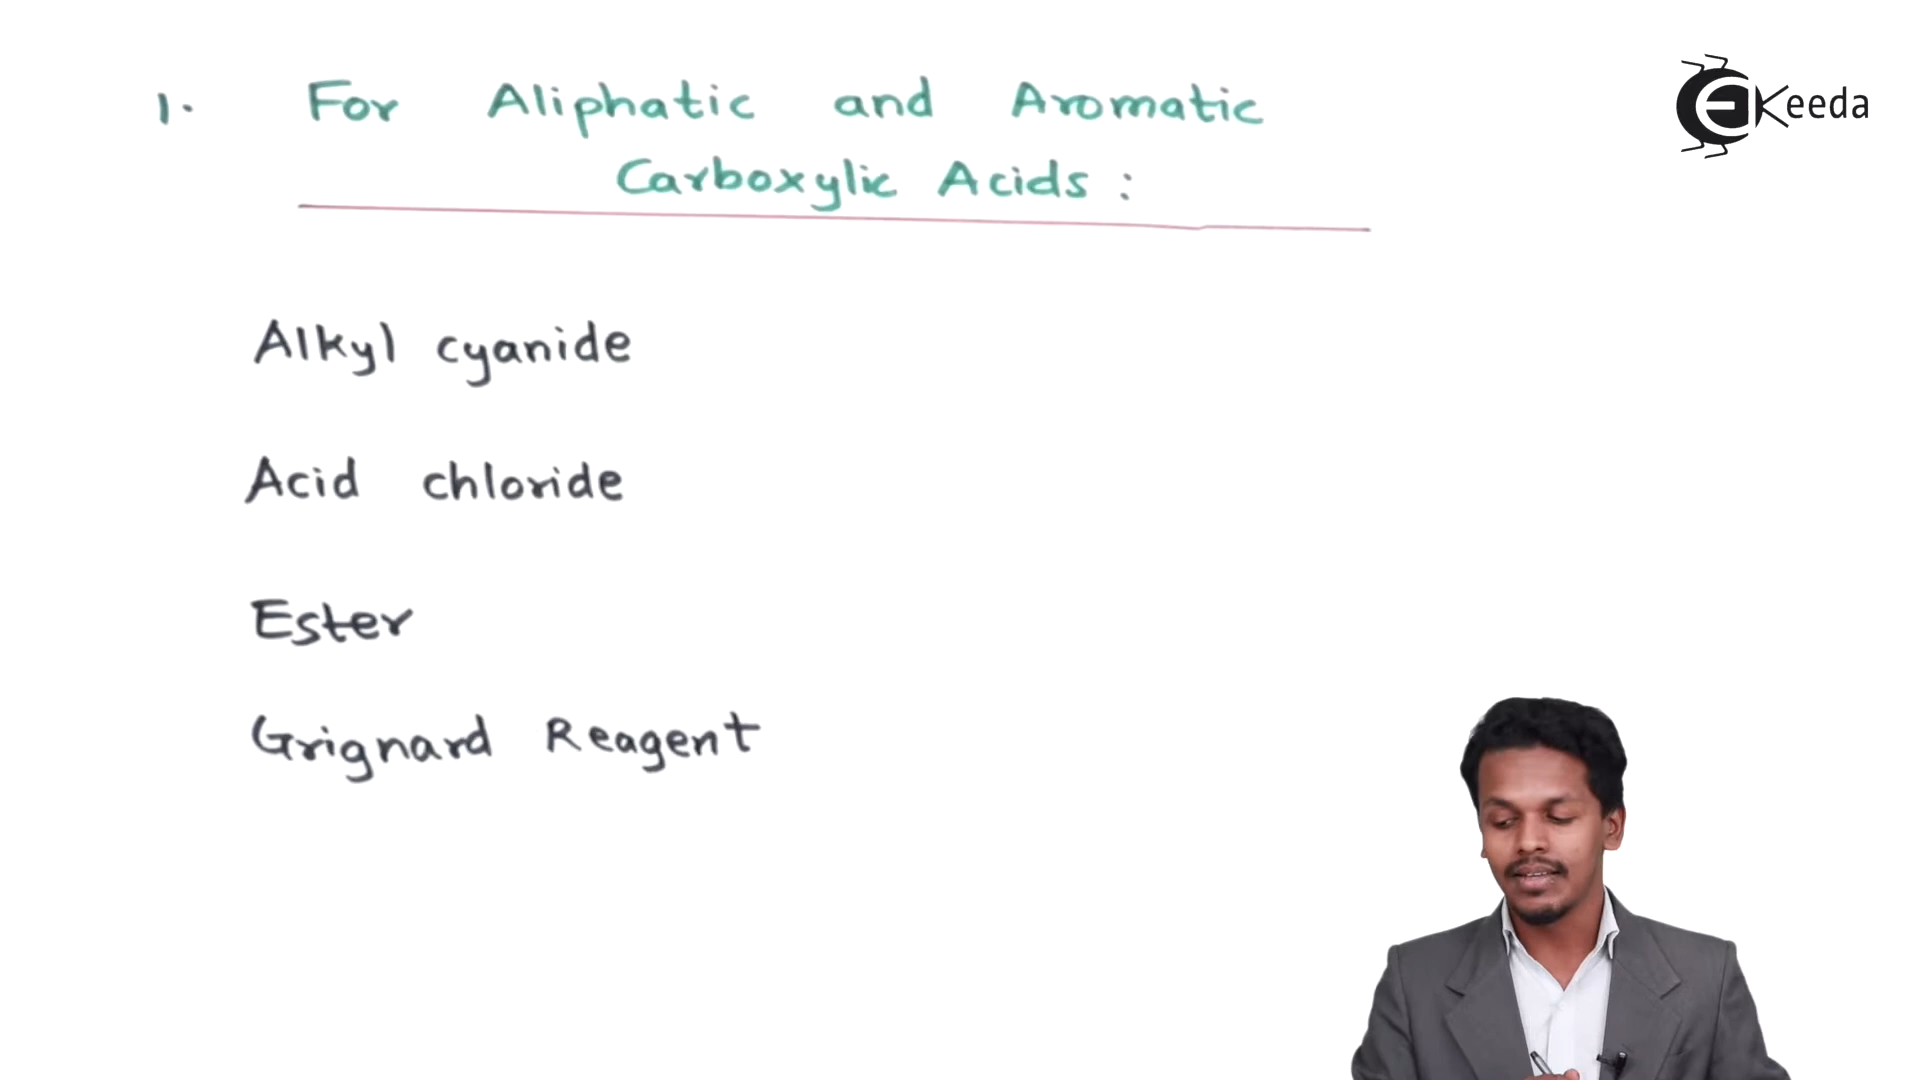 1. For Aliphatic and Aromatic
Carboxylic Acids :
Alkyl cyanide
Acid chloride
Ester
Grignard Reagent
EKeeda